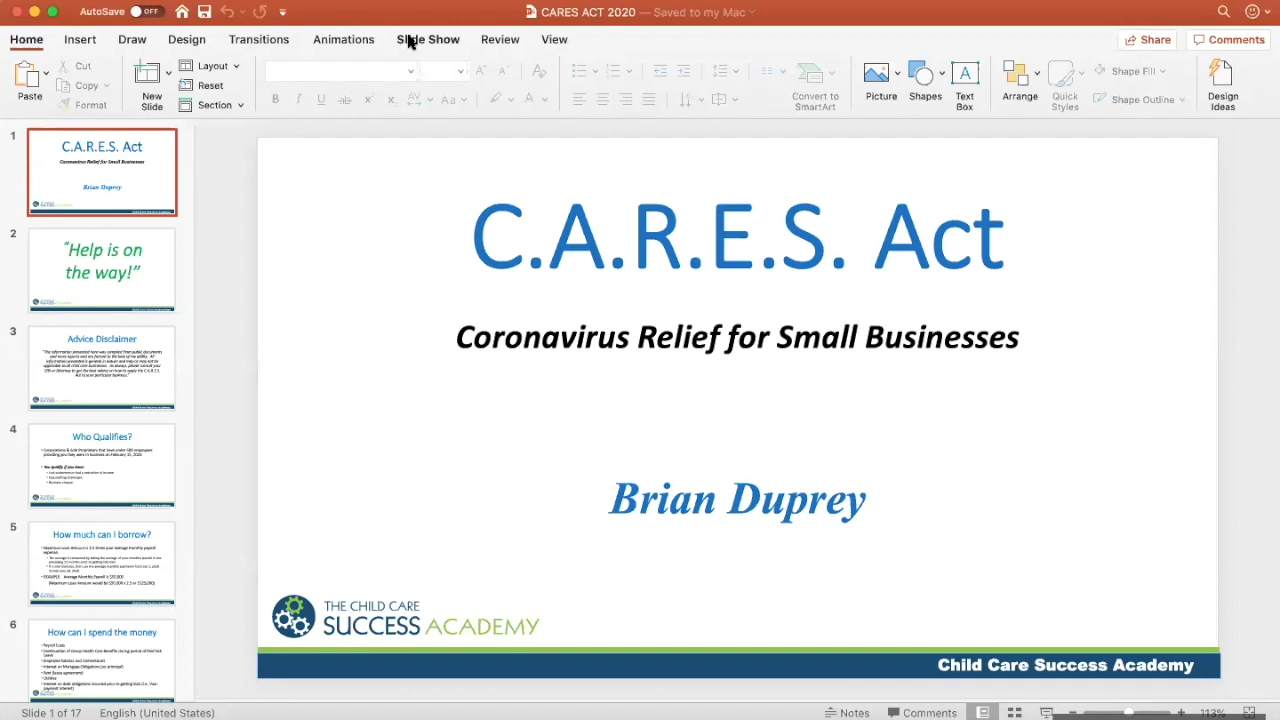 AutoSave OFF
CARES ACT 2020 — Saved to my Mac
Home Insert Draw Design Transitions Animations Slide Show Review View
Share Comments
Paste
Cut
Copy
Format
New
Slide
Layout
Reset
Section
Convert to
SmartArt
Picture
Shapes
Text
Box
Arrange
Quick
Styles
Shape Fill
Shape Outline
Design
Ideas
1
C.A.R.E.S. Act
Coronavirus Relief for Small Businesses
Brian Duprey
2
"Help is on
the way!"
3
Advice Disclaimer
4
Who Qualifies?
5
How much can I borrow?
6
How can I spend the money
C.A.R.E.S. Act
Coronavirus Relief for Small Businesses
Brian Duprey
THE CHILD CARE
SUCCESS ACADEMY
Child Care Success Academy
Slide 1 of 17 English (United States)
Notes Comments 113%